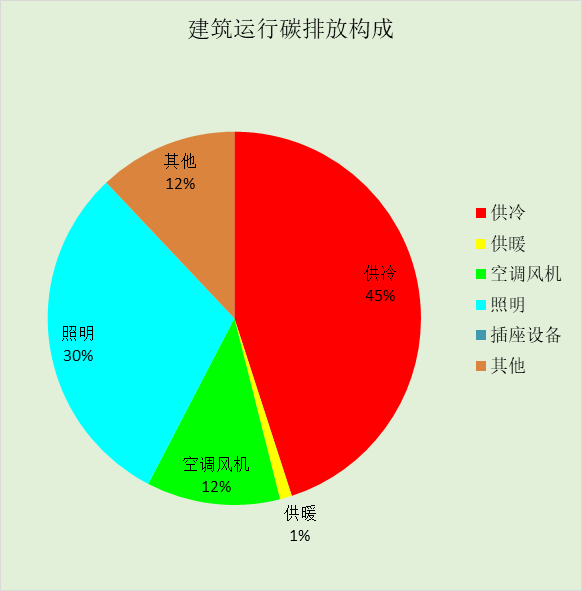 建筑运行碳排放构成
其他
12%
供冷
45%
照明
30%
空调风机
12%
供暖
1%
供冷
供暖
空调风机
照明
插座设备
其他